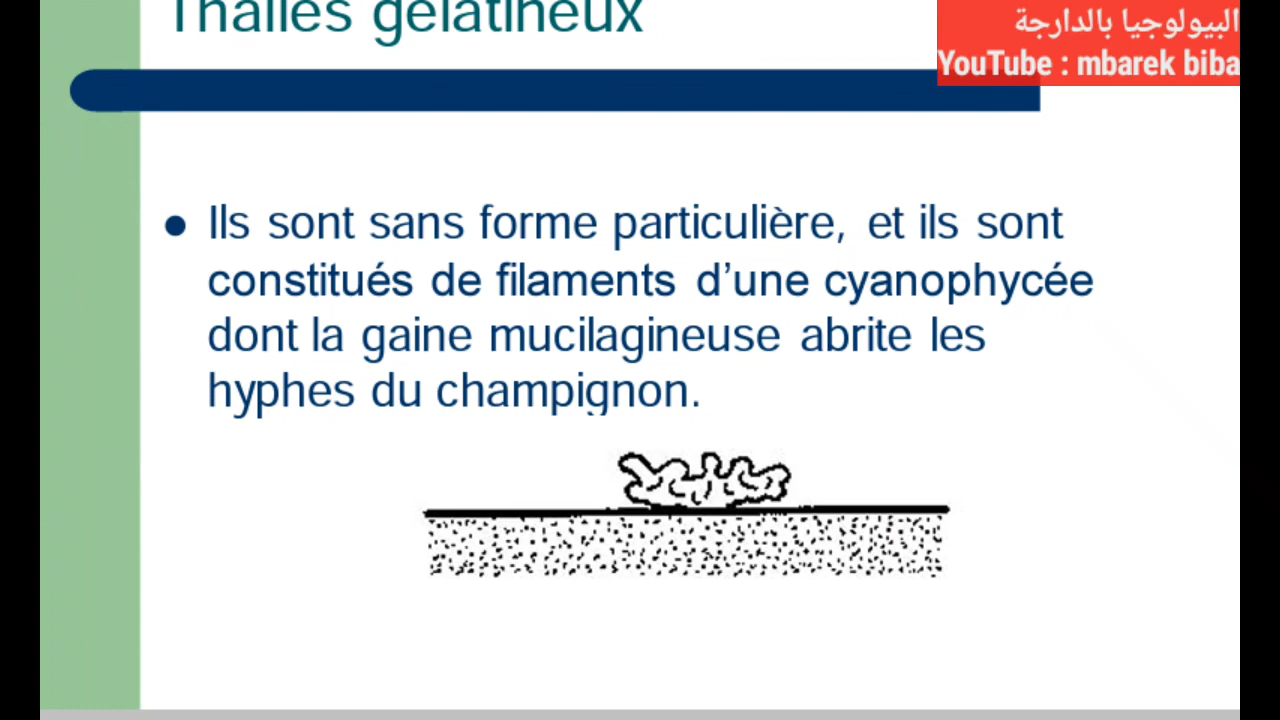 Thalles gélatineux
البيولوجيا بالدارجة
YouTube : mbarek biba
● Ils sont sans forme particulière, et ils sont
constitués de filaments d’une cyanophycée
dont la gaine mucilagineuse abrite les
hyphes du champignon.